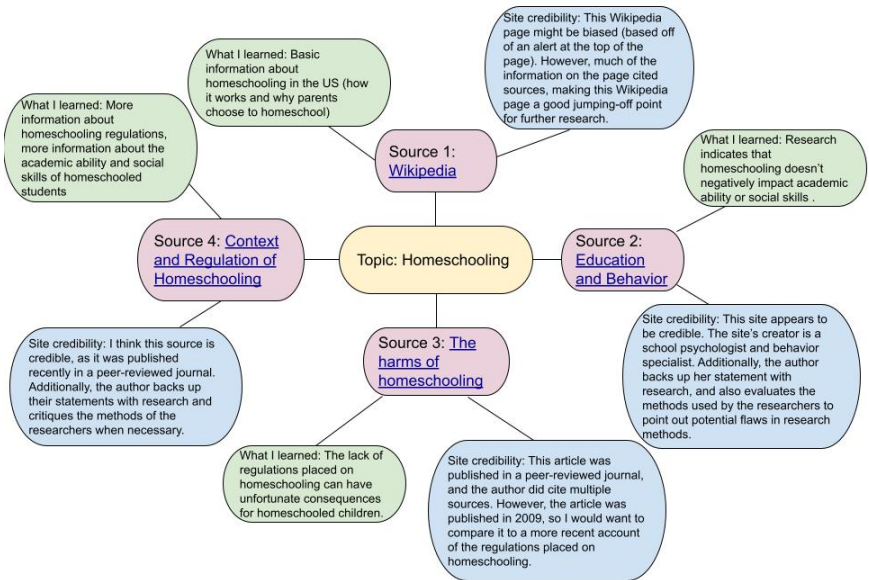 Site credibility: This Wikipedia
page might be biased (based off
of an alert at the top of the
page). However, much of the
information on the page cited
sources, making this Wikipedia
page a good jumping-off point
for further research.
What I learned: Basic
information about
homeschooling in the US (how
it works and why parents
choose to homeschool)
What I learned: More
information about
homeschooling regulations,
more information about the
academic ability and social
skills of homeschooled
students
Source 1:
Wikipedia
What I learned: Research
indicates that
homeschooling doesn't
negatively impact academic
ability or social skills .
Source 4: Context
and Regulation of
Homeschooling
Topic: Homeschooling
Source 2:
Education
and Behavior
Site credibility: I think this source is
credible, as it was published
recently in a peer-reviewed journal.
Additionally, the author backs up
their statements with research and
critiques the methods of the
researchers when necessary.
Source 3: The
harms of
homeschooling
Site credibility: This site appears to
be credible. The site's creator is a
school psychologist and behavior
specialist. Additionally, the author
backs up her statement with
research, and also evaluates the
methods used by the researchers to
point out potential flaws in research
methods.
What I learned: The lack of
regulations placed on
homeschooling can have
unfortunate consequences
for homeschooled children.
Site credibility: This article was
published in a peer-reviewed journal,
and the author did cite multiple
sources. However, the article was
published in 2009, so I would want to
compare it to a more recent account
of the regulations placed on
homeschooling.